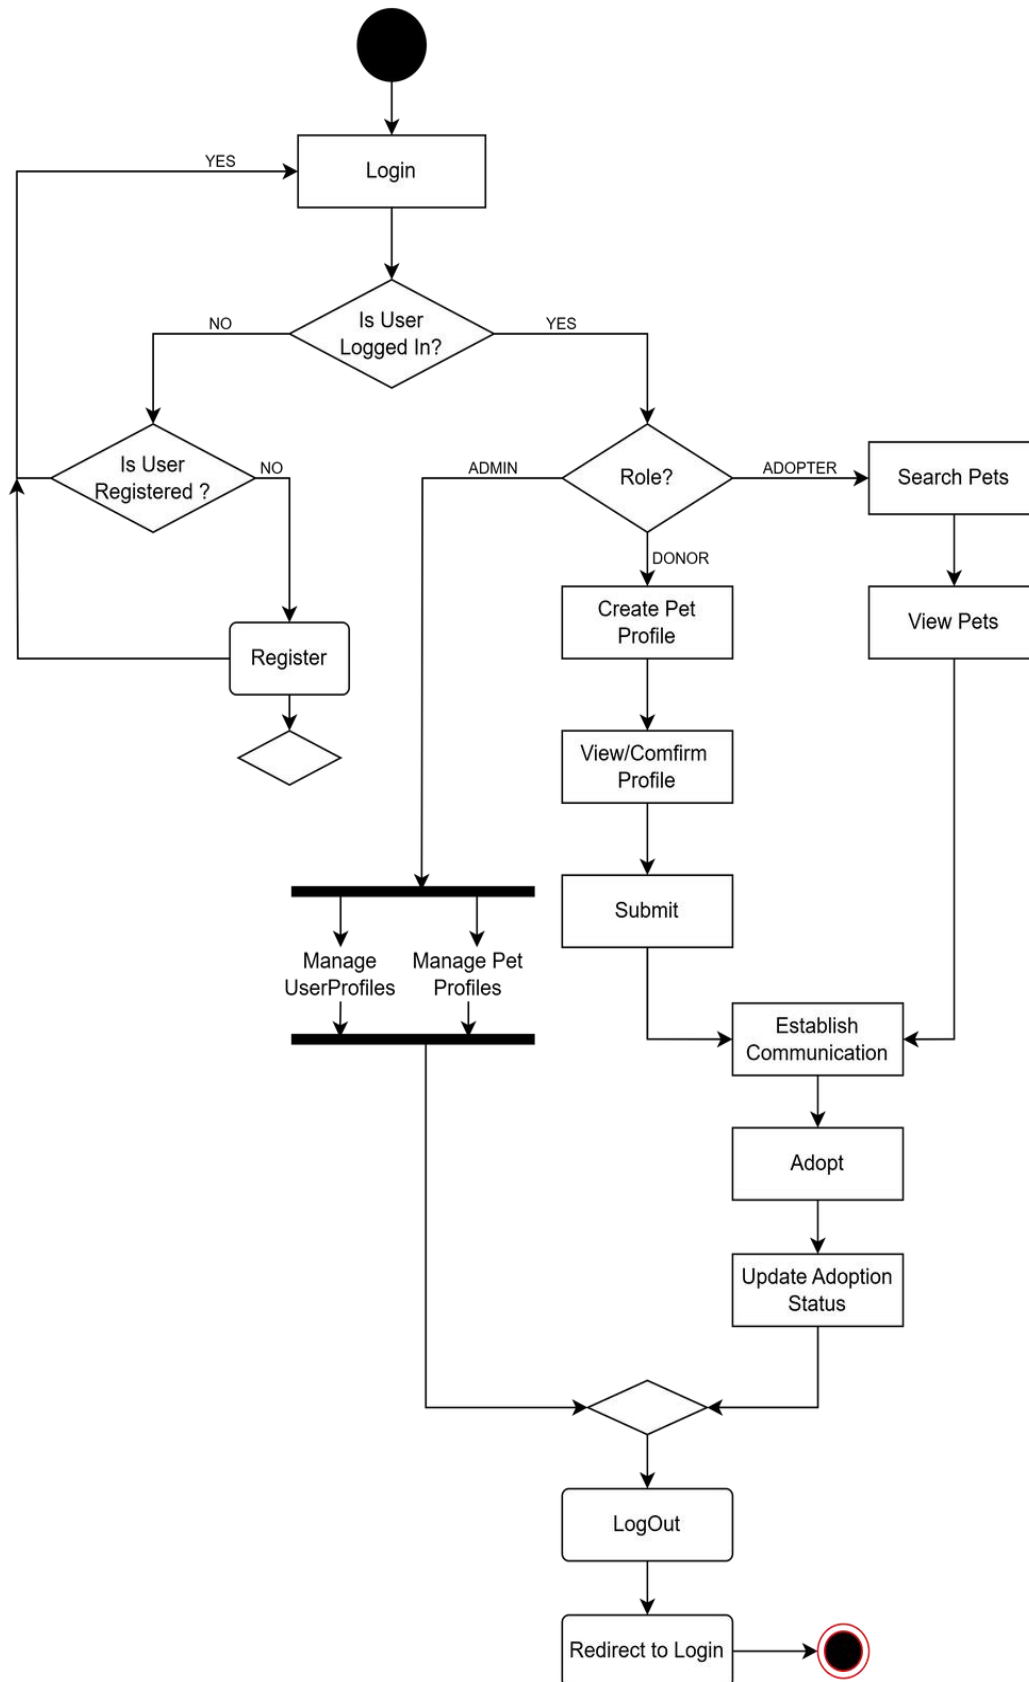 YES
Login
NO
Is User
Logged In?
YES
Is User
Registered ?
NO
ADMIN
Role?
ADOPTER
Search Pets
DONOR
Create Pet
Profile
View Pets
Register
View/Comfirm
Profile
Submit
Manage
UserProfiles
Manage Pet
Profiles
Establish
Communication
Adopt
Update Adoption
Status
LogOut
Redirect to Login